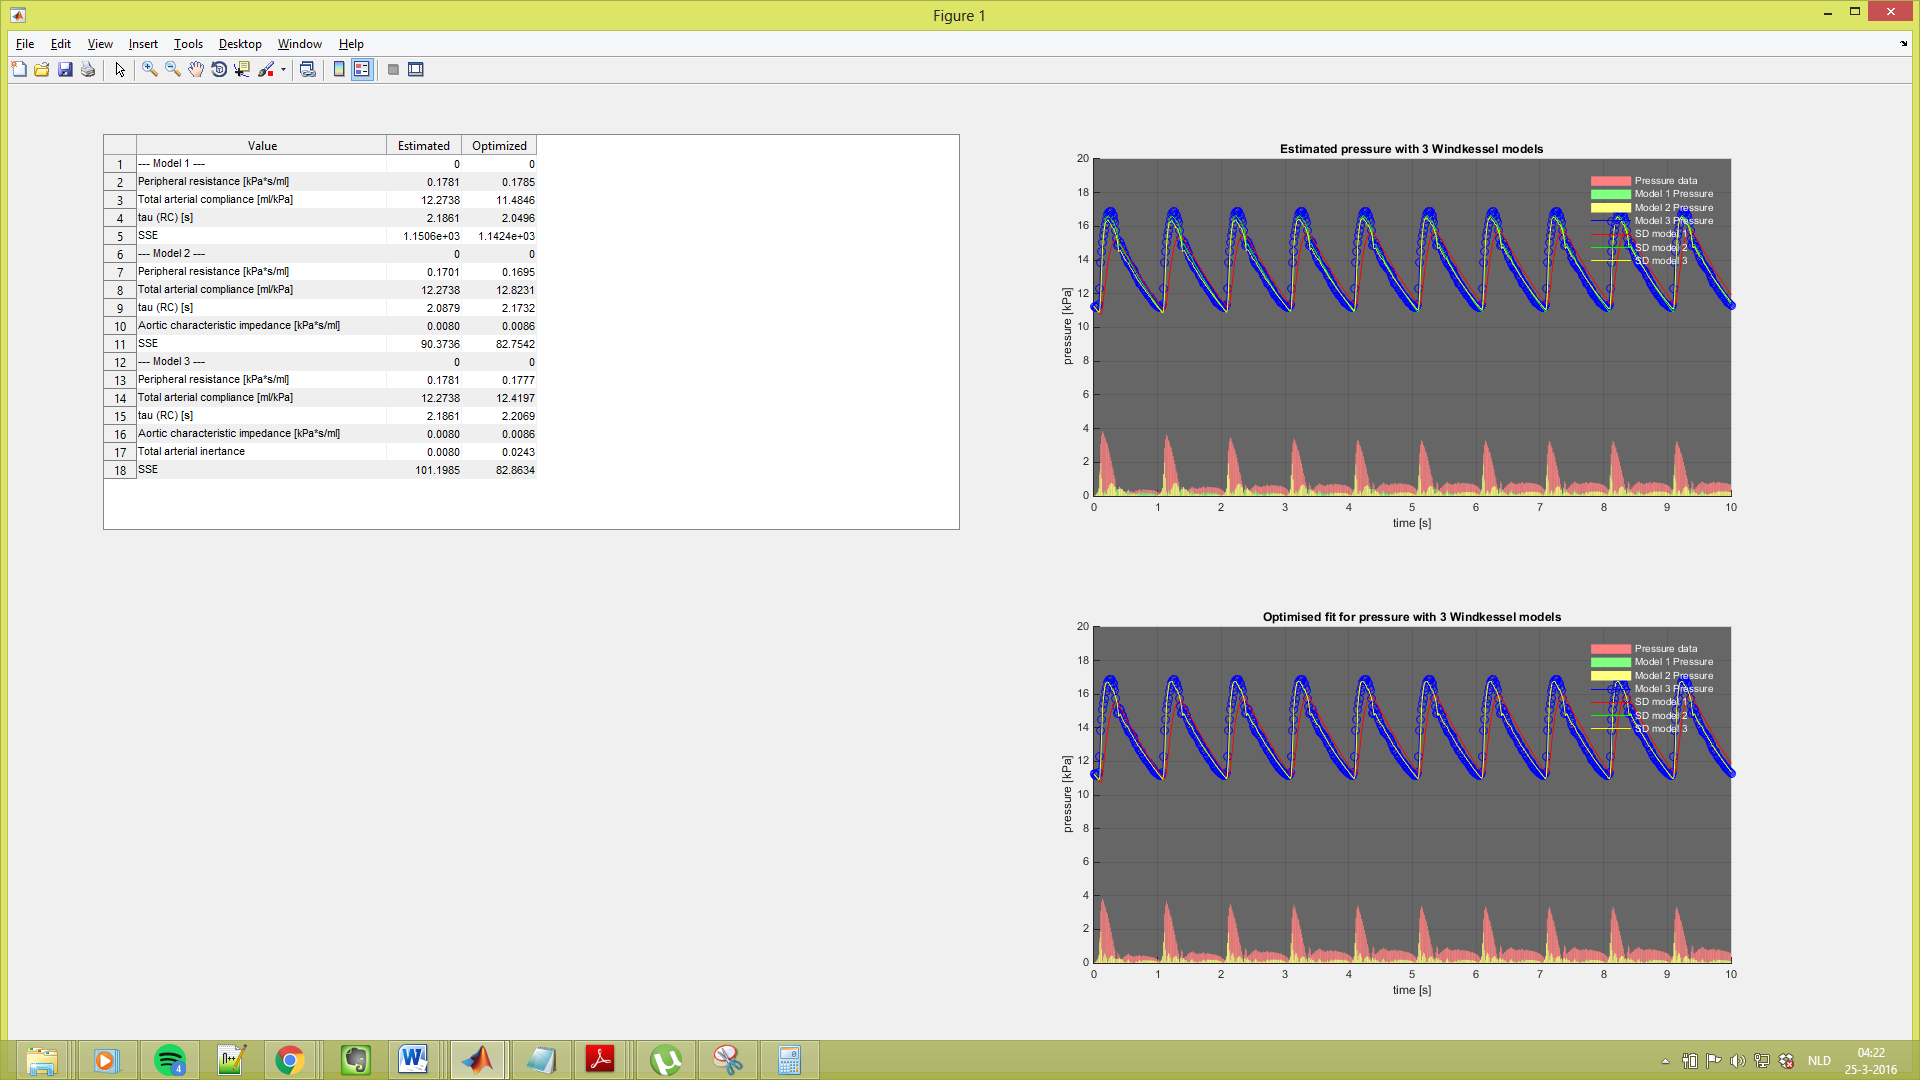 Figure 1
File Edit View Insert Tools Desktop Window Help
Value Estimated Optimized
1 --- Model 1 --- 0 0
2 Peripheral resistance [kPa*s/ml] 0.1781 0.1785
3 Total arterial compliance [ml/kPa] 12.2738 11.4846
4 tau (RC) [s] 2.1861 2.0496
5 SSE 1.1506e+03 1.1424e+03
6 --- Model 2 --- 0 0
7 Peripheral resistance [kPa*s/ml] 0.1701 0.1695
8 Total arterial compliance [ml/kPa] 12.2738 12.8231
9 tau (RC) [s] 2.0879 2.1732
10 Aortic characteristic impedance [kPa*s/ml] 0.0080 0.0086
11 SSE 90.3736 82.7542
12 --- Model 3 --- 0 0
13 Peripheral resistance [kPa*s/ml] 0.1781 0.1777
14 Total arterial compliance [ml/kPa] 12.2738 12.4197
15 tau (RC) [s] 2.1861 2.2069
16 Aortic characteristic impedance [kPa*s/ml] 0.0080 0.0086
17 Total arterial inertance 0.0080 0.0243
18 SSE 101.1985 82.8634
Estimated pressure with 3 Windkessel models
20
18
16
14
12
10
8
6
4
2
0
pressure [kPa]
Pressure data
Model 1 Pressure
Model 2 Pressure
Model 3 Pressure
SD model 1
SD model 2
SD model 3
0 1 2 3 4 5 6 7 8 9 10
time [s]
Optimised fit for pressure with 3 Windkessel models
20
18
16
14
12
10
8
6
4
2
0
pressure [kPa]
Pressure data
Model 1 Pressure
Model 2 Pressure
Model 3 Pressure
SD model 1
SD model 2
SD model 3
0 1 2 3 4 5 6 7 8 9 10
time [s]
4
NLD
04:22
25-3-2016